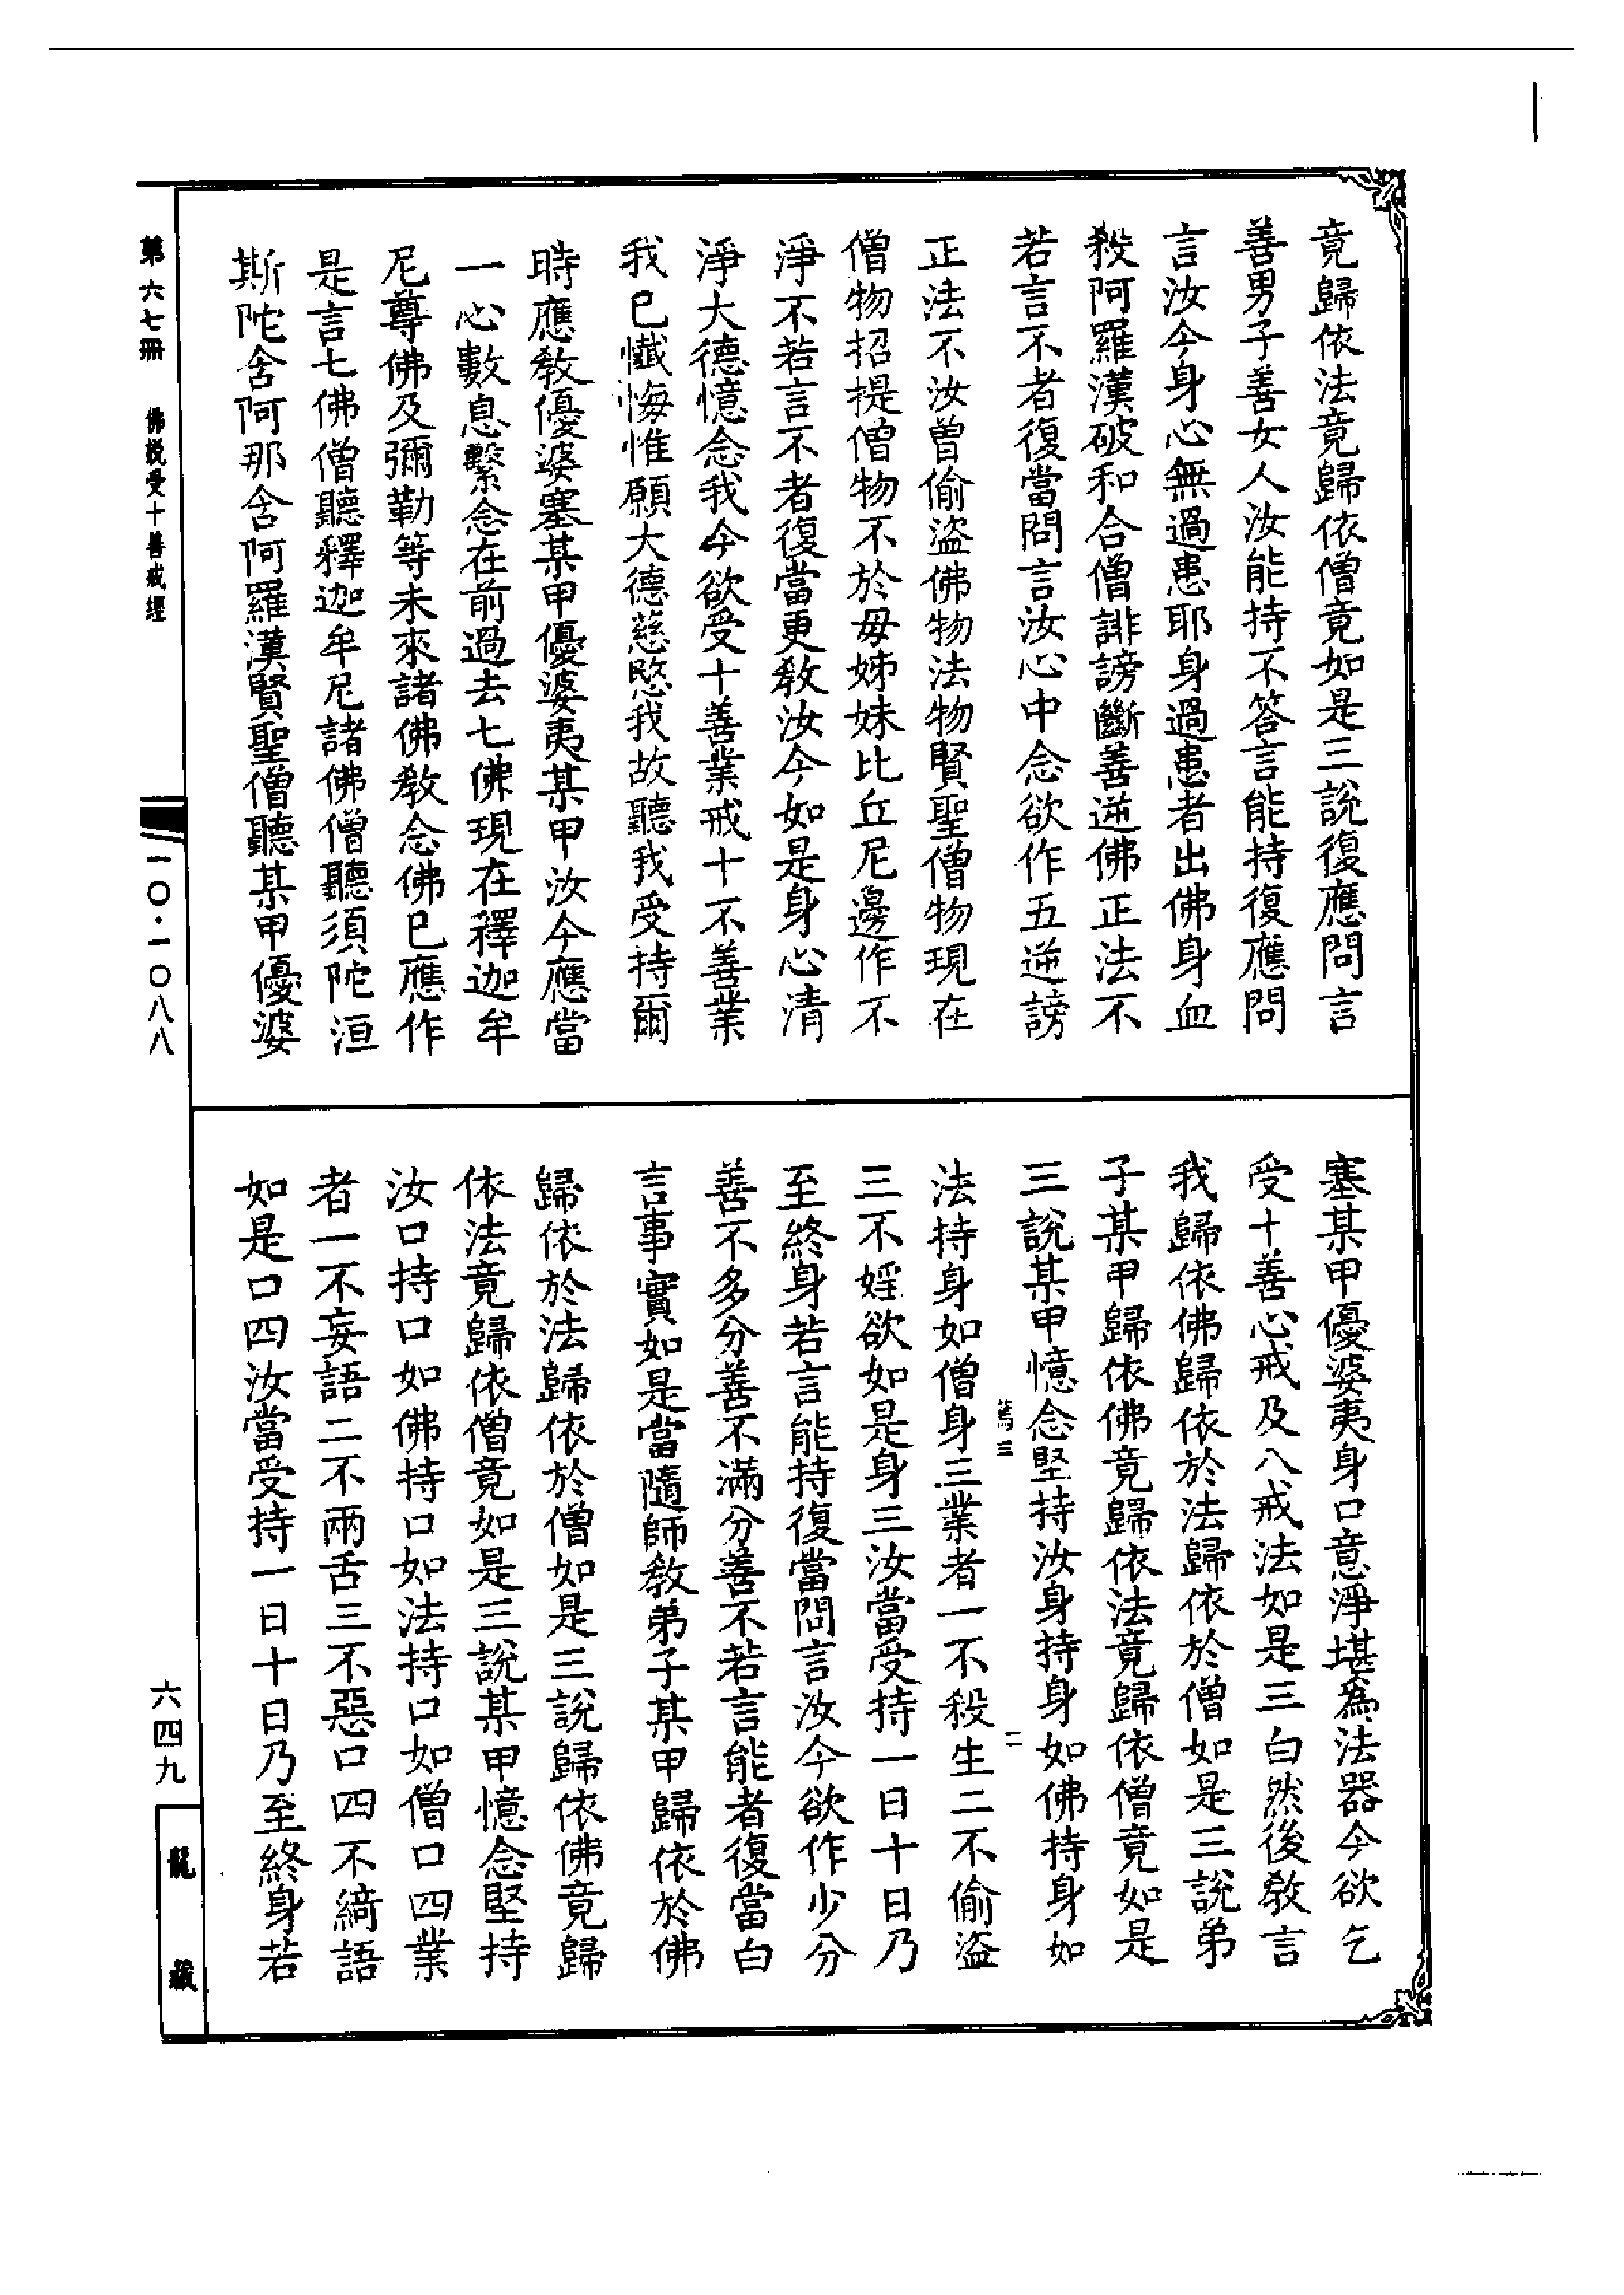 竟歸依法竟歸依僧竟如是三說復應問言
善男子善女人汝能持不答言能持復應問
言汝今身心無過患耶身過患者出佛身血
殺阿羅漢破和合僧誹謗斷善逆佛正法不
若言不者復當問言汝心中念欲作五逆謗
正法不汝曾偷盜佛物法物賢聖僧物現在
僧物招提僧物不於母姊妹比丘尼邊作不
淨不若言不者復當更教汝今如是身心清
淨大德憶念我今欲受十善業戒十不善業
我已懺悔惟願大德慈愍我故聽我受持爾
時應教優婆塞某甲優婆夷某甲汝今應當
一心數息繫念在前過去七佛現在釋迦牟
尼尊佛及彌勒等未來諸佛教念佛已應作
是言七佛僧聽釋迦牟尼諸佛僧聽須陀洹
斯陀含阿那含阿羅漢賢聖僧聽某甲優婆
塞某甲優婆夷身口意淨堪為法器今欲乞
受十善心戒及八戒法如是三白然後教言
我歸依佛歸依於法歸依於僧如是三說弟
子某甲歸依佛竟歸依法竟歸依僧竟如是
三說某甲憶念堅持汝身持身如佛持身如
篤三 二
法持身如僧身三業者一不殺生二不偷盜
三不婬欲如是身三汝當受持一日十日乃
至終身若言能持復當問言汝今欲作少分
善不多分善不滿分善不若言能者復當白
言事實如是當隨師教弟子某甲歸依於佛
歸依於法歸依於僧如是三說歸依佛竟歸
依法竟歸依僧竟如是三說某甲憶念堅持
汝口持口如佛持口如法持口如僧口四業
者一不妄語二不兩舌三不惡口四不綺語
如是口四汝當受持一日十日乃至終身若
第六七冊 佛說受十善戒經
一〇·一〇八八
六四九
龍藏